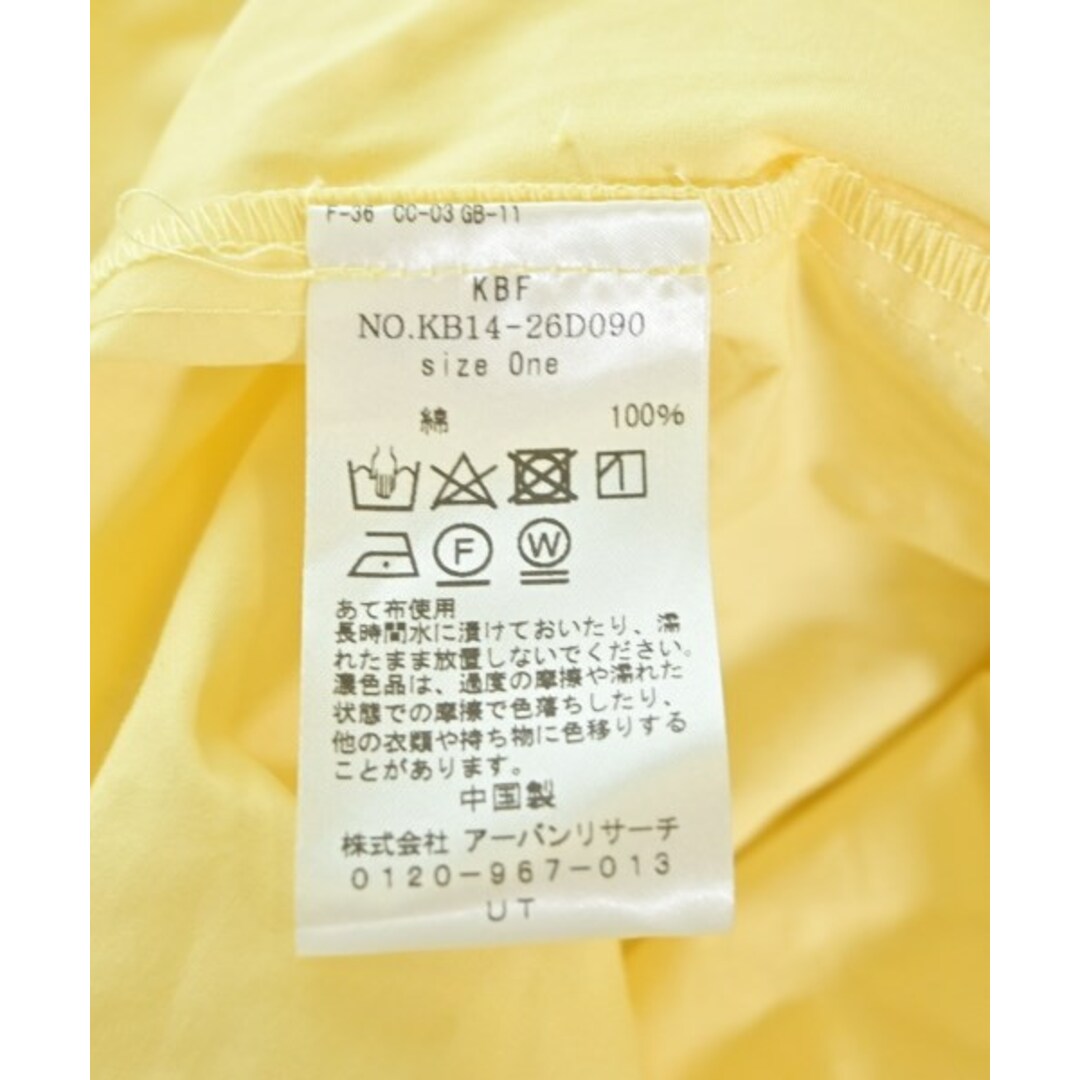 F-36 CC-03 GB-11
KBF
NO.KB14-26D090
size One
綿 100%
F W
あて布使用
長時間水に漬けておいたり、濡
れたまま放置しないでください。
濃色品は、過度の摩擦や濡れた
状態での摩擦で色落ちしたり、
他の衣類や持ち物に色移りする
ことがあります。
中国製
株式会社 アーバンリサーチ
0120-967-013
UT